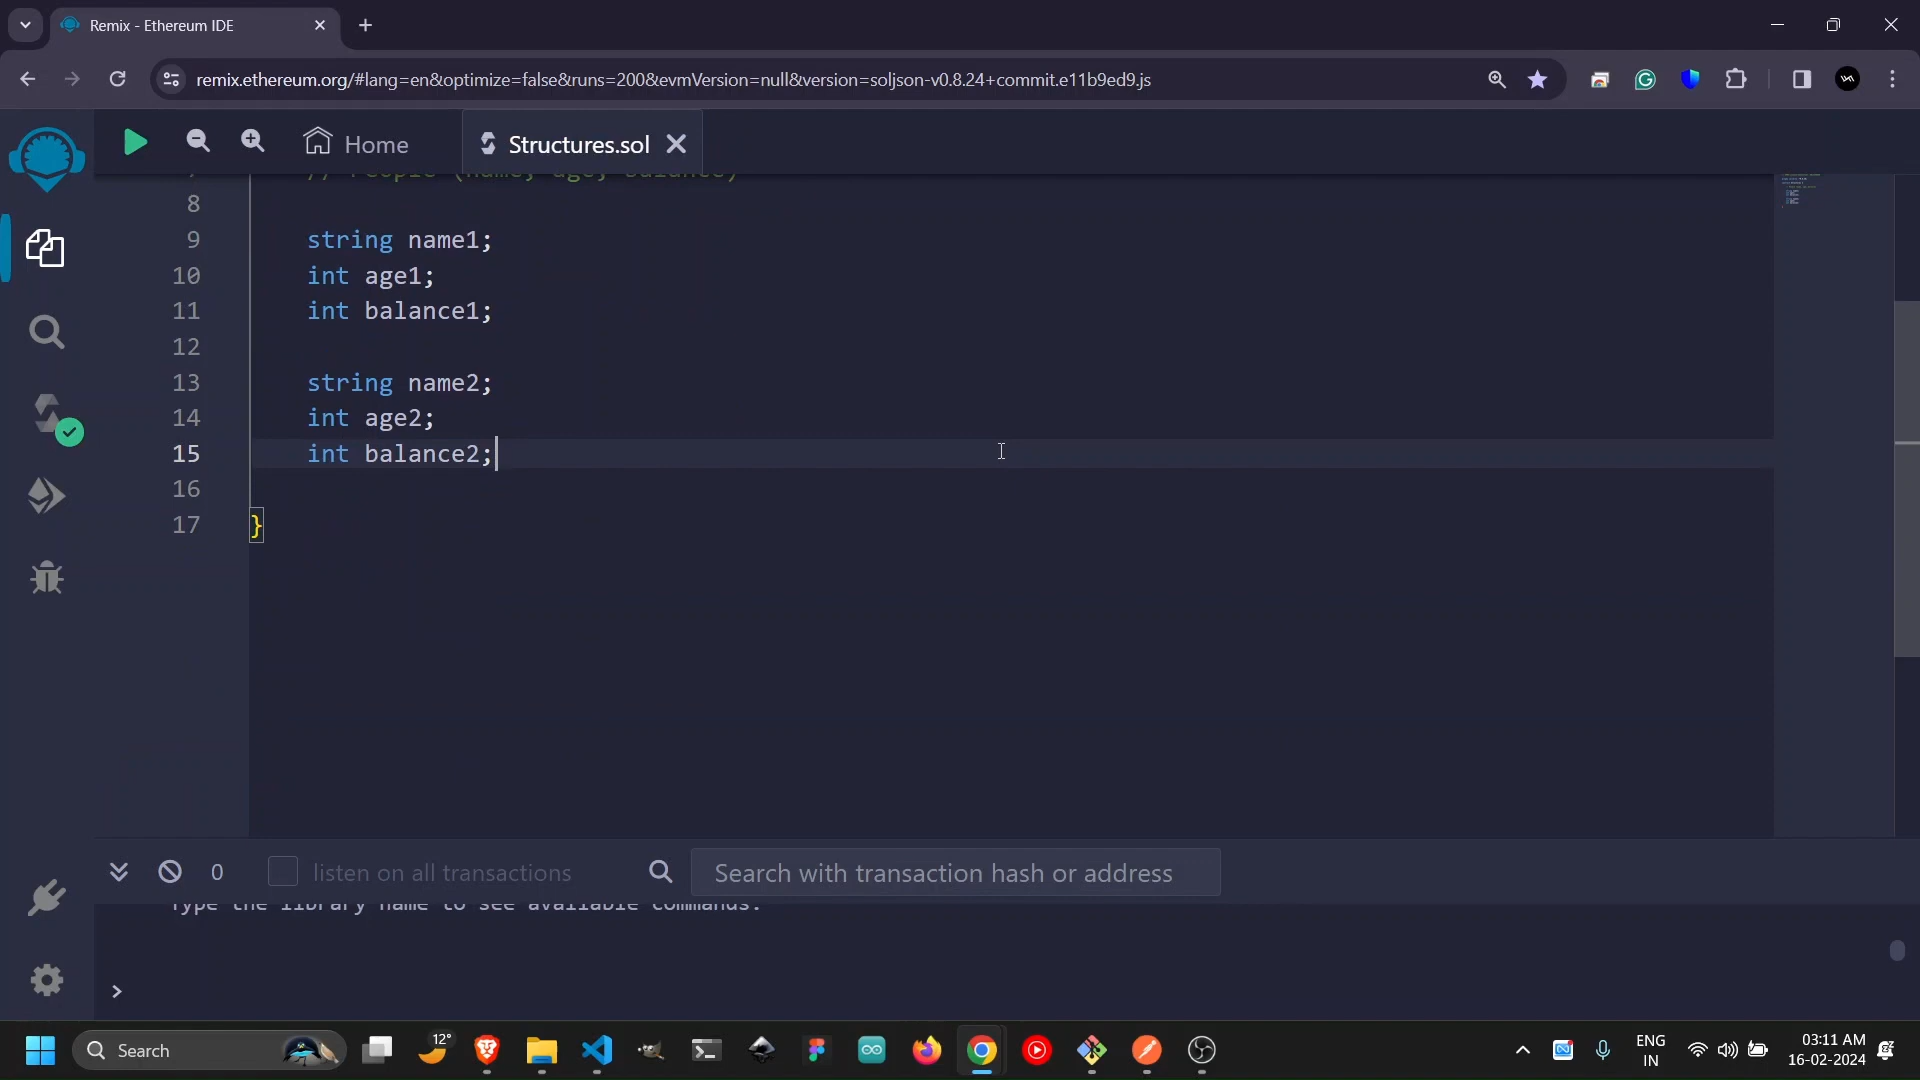 Remix - Ethereum IDE
remix.ethereum.org/#lang=en&optimize=false&runs=200&evmVersion=null&version=soljson-v0.8.24+commit.e11b9ed9.js
Home
Structures.sol
// People (name, age, balance)
8
9 string name1;
10 int age1;
11 int balance1;
12
13 string name2;
14 int age2;
15 int balance2;
16
17 }
0 listen on all transactions Search with transaction hash or address
Type the library name to see available commands.
>
Search
12°
ENG
IN
03:11 AM
16-02-2024